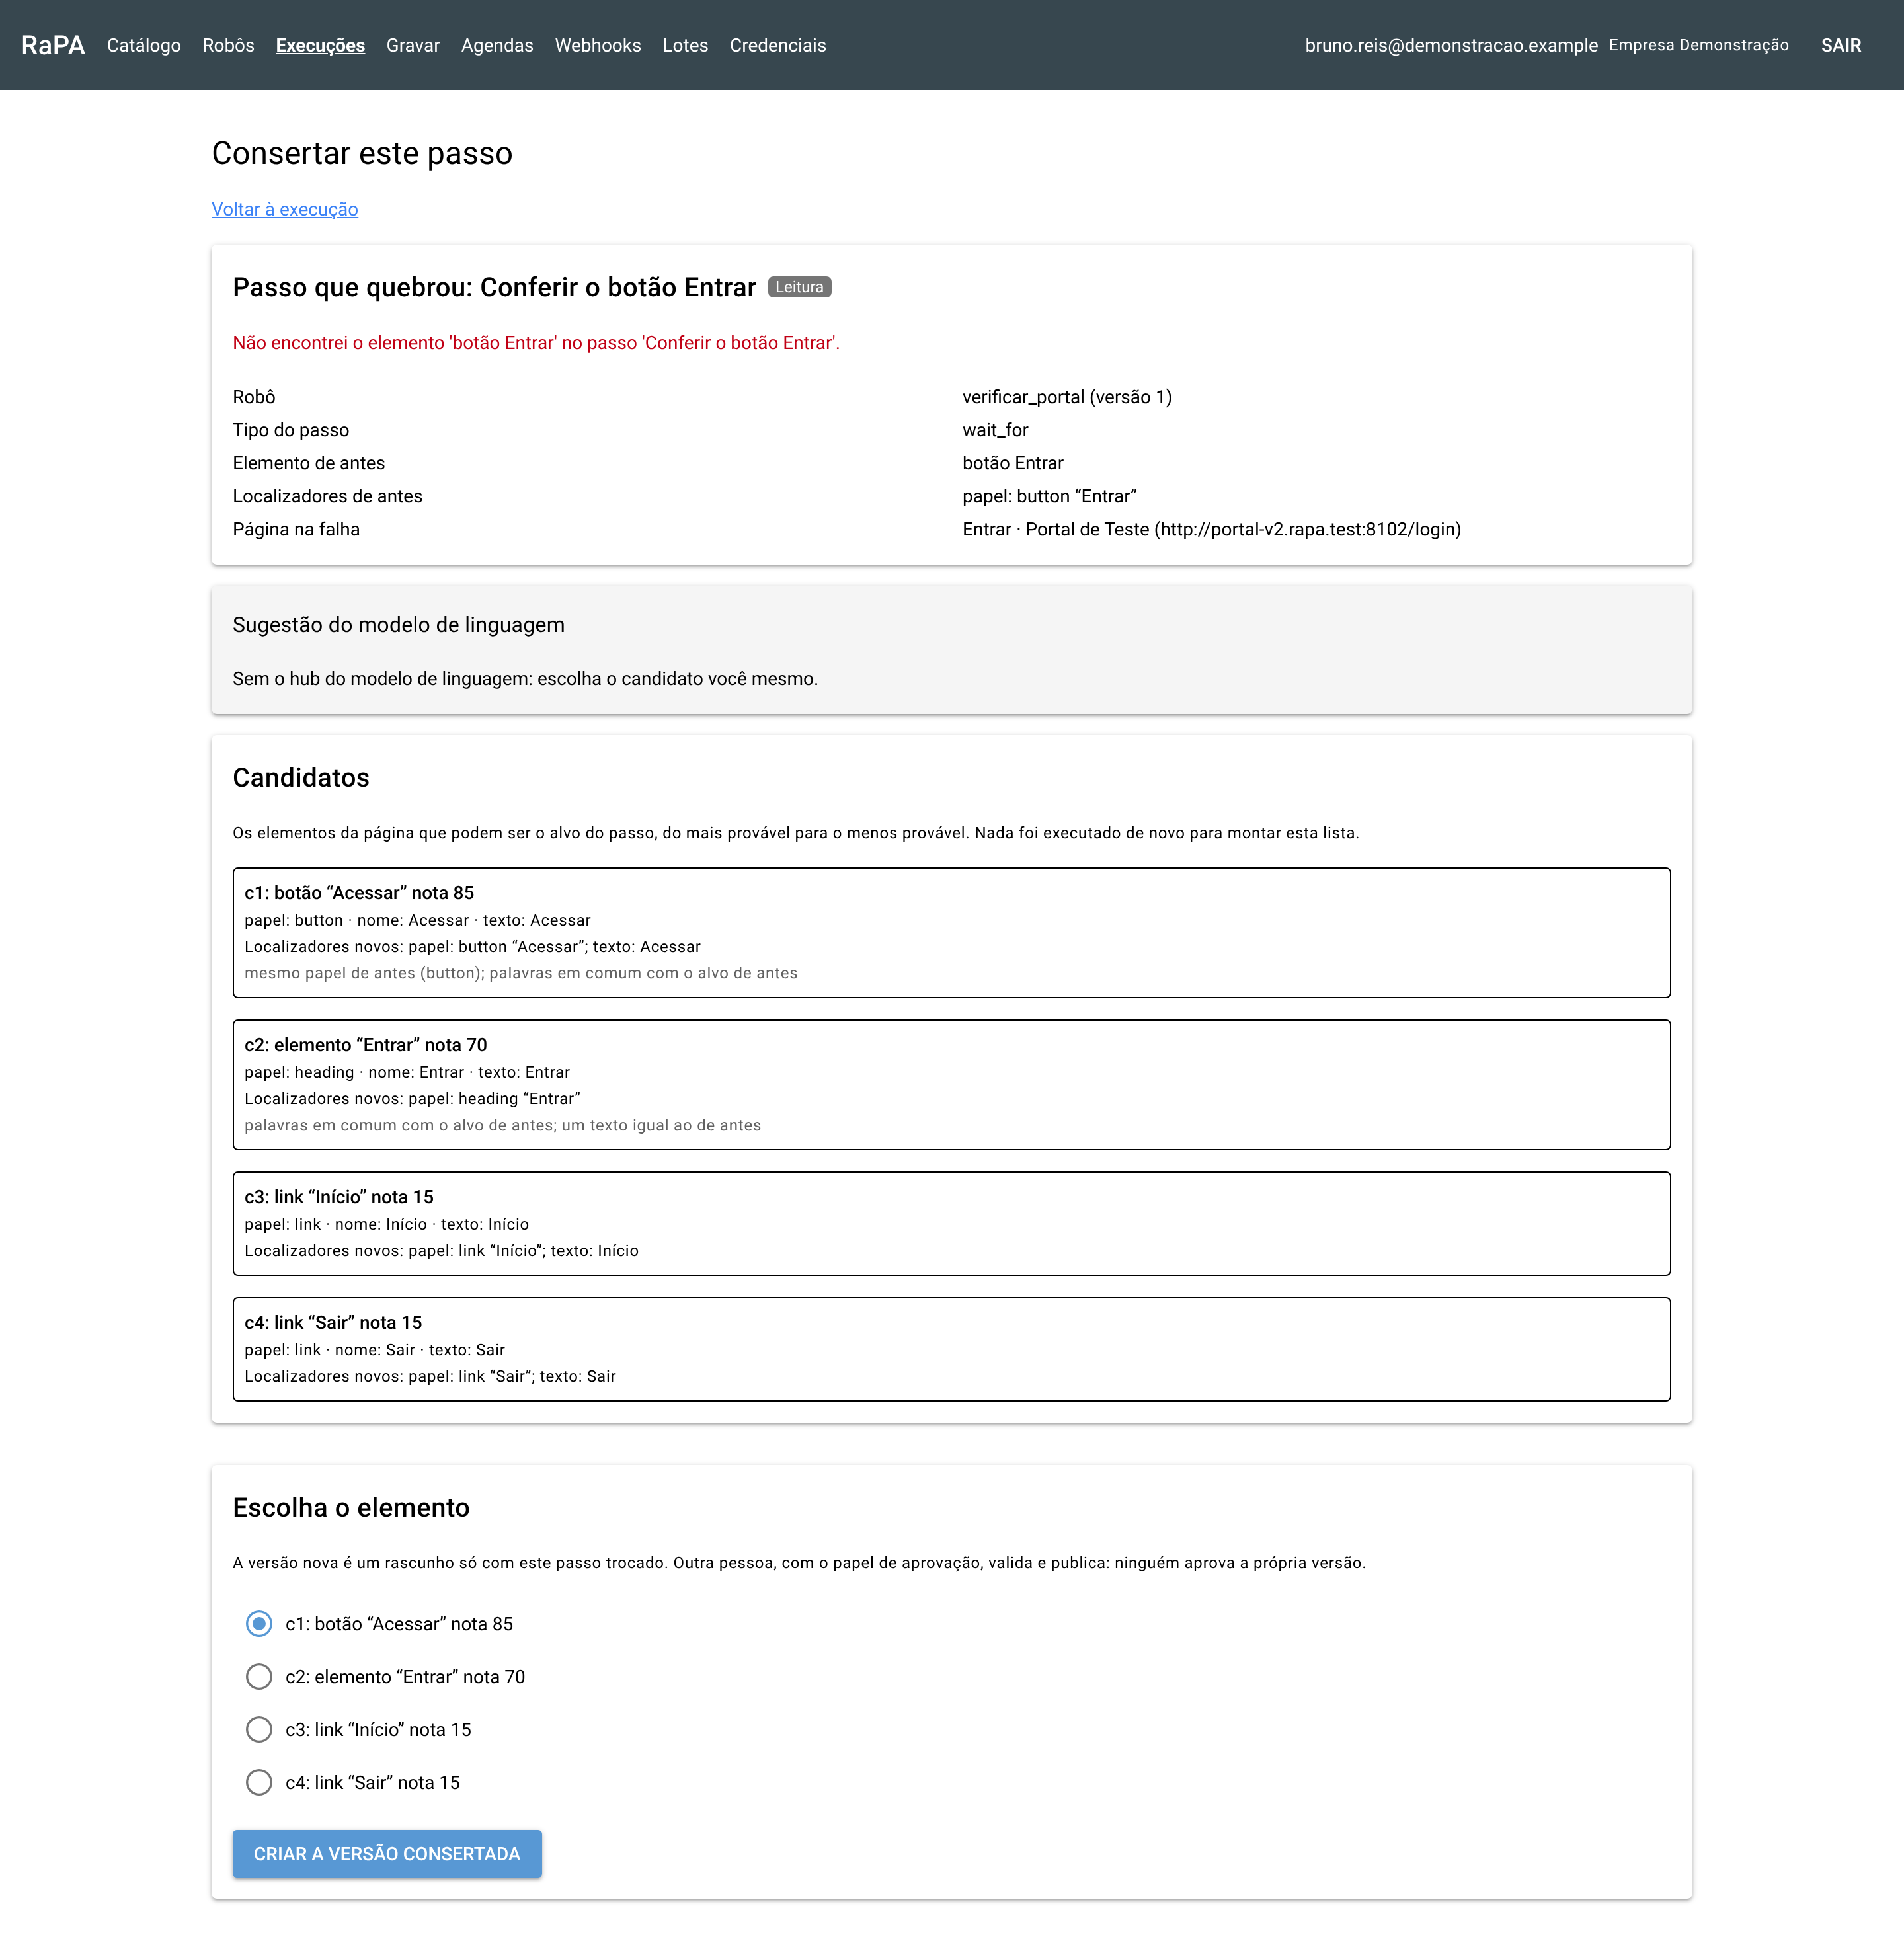 RaPA Catálogo Robôs Execuções Gravar Agendas Webhooks Lotes Credenciais bruno.reis@demonstracao.example Empresa Demonstração SAIR
Consertar este passo
Voltar à execução
Passo que quebrou: Conferir o botão Entrar Leitura
Não encontrei o elemento 'botão Entrar' no passo 'Conferir o botão Entrar'.
Robô verificar_portal (versão 1)
Tipo do passo wait_for
Elemento de antes botão Entrar
Localizadores de antes papel: button “Entrar”
Página na falha Entrar · Portal de Teste (http://portal-v2.rapa.test:8102/login)
Sugestão do modelo de linguagem
Sem o hub do modelo de linguagem: escolha o candidato você mesmo.
Candidatos
Os elementos da página que podem ser o alvo do passo, do mais provável para o menos provável. Nada foi executado de novo para montar esta lista.
c1: botão “Acessar” nota 85
papel: button · nome: Acessar · texto: Acessar
Localizadores novos: papel: button “Acessar”; texto: Acessar
mesmo papel de antes (button); palavras em comum com o alvo de antes
c2: elemento “Entrar” nota 70
papel: heading · nome: Entrar · texto: Entrar
Localizadores novos: papel: heading “Entrar”
palavras em comum com o alvo de antes; um texto igual ao de antes
c3: link “Início” nota 15
papel: link · nome: Início · texto: Início
Localizadores novos: papel: link “Início”; texto: Início
c4: link “Sair” nota 15
papel: link · nome: Sair · texto: Sair
Localizadores novos: papel: link “Sair”; texto: Sair
Escolha o elemento
A versão nova é um rascunho só com este passo trocado. Outra pessoa, com o papel de aprovação, valida e publica: ninguém aprova a própria versão.
c1: botão “Acessar” nota 85
c2: elemento “Entrar” nota 70
c3: link “Início” nota 15
c4: link “Sair” nota 15
CRIAR A VERSÃO CONSERTADA